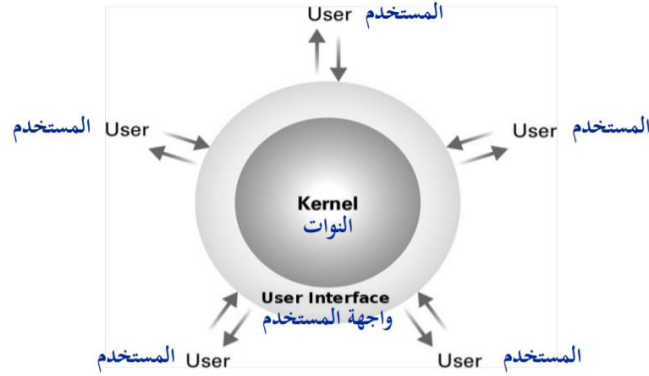 User المستخدم
المستخدم User
User المستخدم
Kernel
النوات
User Interface
واجهة المستخدم
المستخدم User
User المستخدم